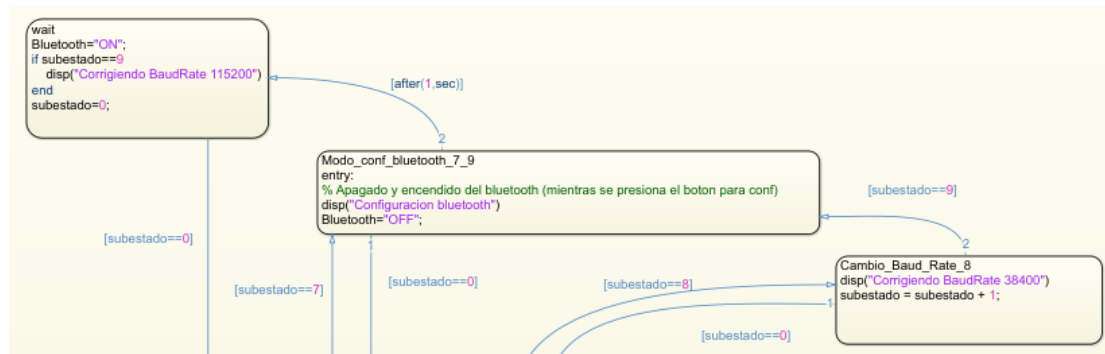 wait
Bluetooth="ON";
if subestado==9
disp("Corrigiendo BaudRate 115200")
end
subestado=0;
[after(1,sec)]
2
Modo_conf_bluetooth_7_9
entry:
% Apagado y encendido del bluetooth (mientras se presiona el boton para conf)
disp("Configuracion bluetooth")
Bluetooth="OFF";
1
[subestado==9]
2
[subestado==0]
[subestado==7]
[subestado==0]
[subestado==8]
Cambio_Baud_Rate_8
disp("Corrigiendo BaudRate 38400")
subestado = subestado + 1;
1
[subestado==0]